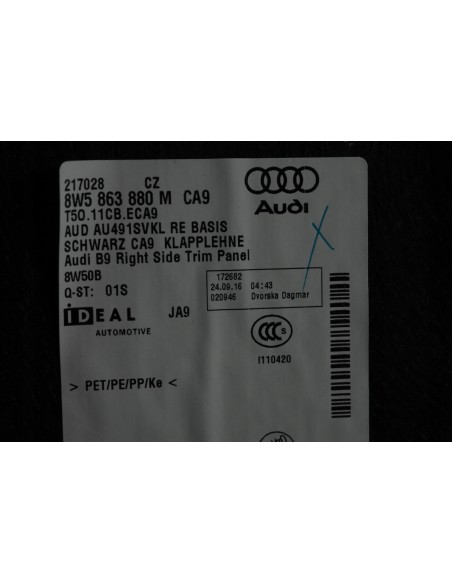 217028 CZ
8W5 863 880 M CA9
T50.11CB.ECA9
AUD AU491SVKL RE BASIS
SCHWARZ CA9 KLAPPLEHNE
Audi B9 Right Side Trim Panel
8W50B
Q-ST: 01S
Audi
172682
24.09.16 04:43
020946 Dvorska Dagmar
iDEAL JA9
AUTOMOTIVE
CCC S
I110420
> PET/PE/PP/Ke <